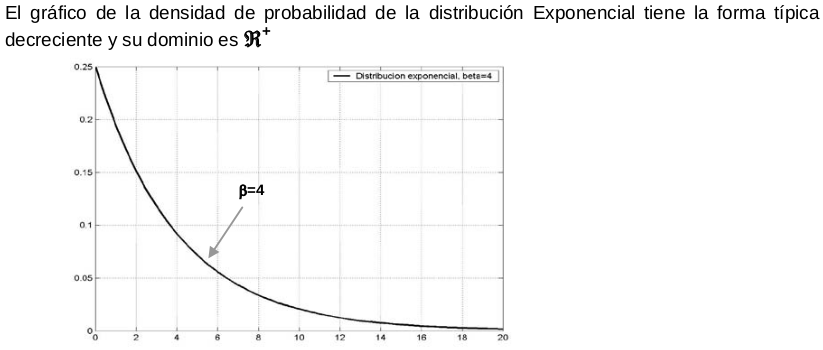 El gráfico de la densidad de probabilidad de la distribución Exponencial tiene la forma típica
decreciente y su dominio es ℜ⁺
0.25
Distribucion exponencial, beta=4
0.2
0.15
β=4
0.1
0.05
0
0 2 4 6 8 10 12 14 16 18 20